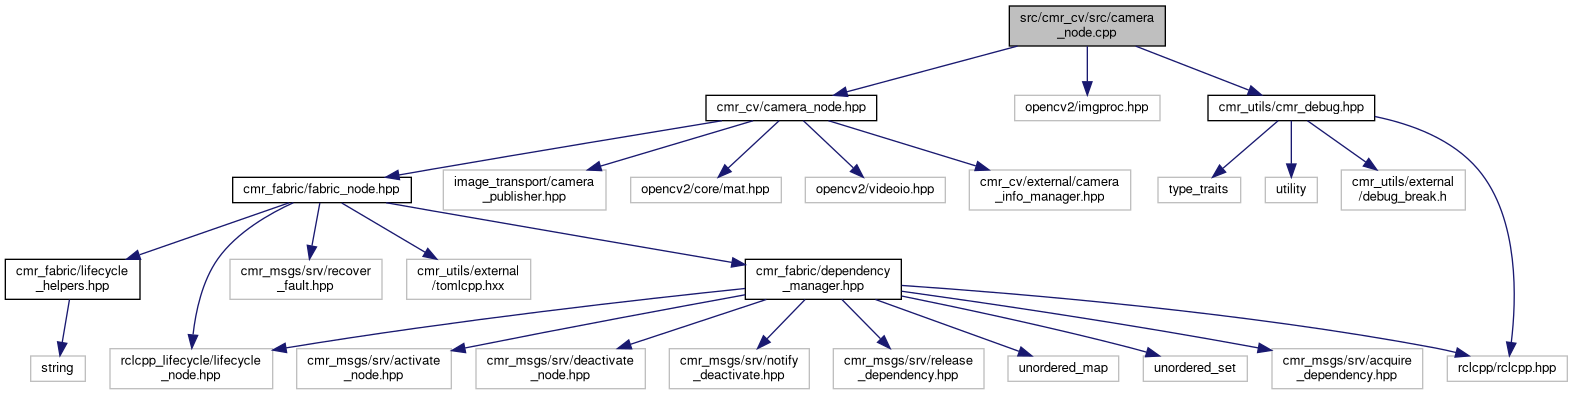 src/cmr_cv/src/camera
_node.cpp
cmr_cv/camera_node.hpp
opencv2/imgproc.hpp
cmr_utils/cmr_debug.hpp
cmr_fabric/fabric_node.hpp
image_transport/camera
_publisher.hpp
opencv2/core/mat.hpp
opencv2/videoio.hpp
cmr_cv/external/camera
_info_manager.hpp
type_traits
utility
cmr_utils/external
/debug_break.h
cmr_fabric/lifecycle
_helpers.hpp
cmr_msgs/srv/recover
_fault.hpp
cmr_utils/external
/tomlcpp.hxx
cmr_fabric/dependency
_manager.hpp
string
rclcpp_lifecycle/lifecycle
_node.hpp
cmr_msgs/srv/activate
_node.hpp
cmr_msgs/srv/deactivate
_node.hpp
cmr_msgs/srv/notify
_deactivate.hpp
cmr_msgs/srv/release
_dependency.hpp
unordered_map
unordered_set
cmr_msgs/srv/acquire
_dependency.hpp
rclcpp/rclcpp.hpp